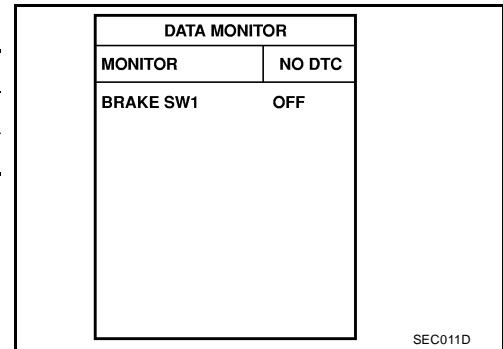 DATA MONITOR
MONITOR NO DTC
BRAKE SW1 OFF
SEC011D